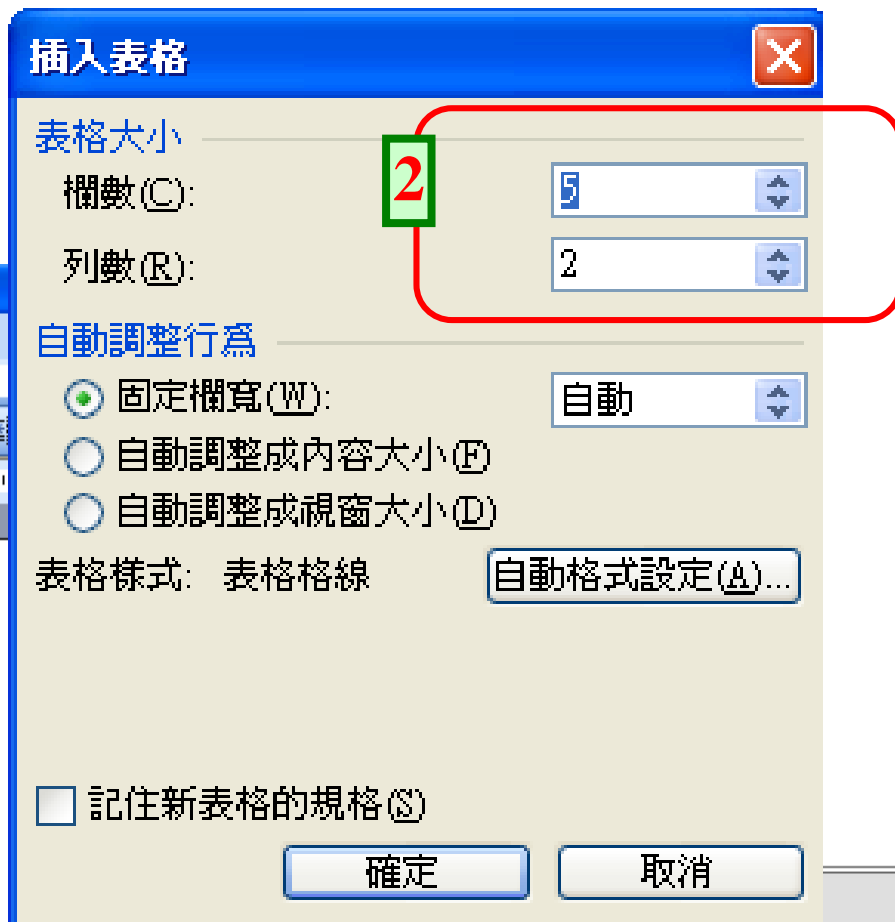 插入表格
表格大小
2
欄數(C): 5
列數(R): 2
自動調整行為
固定欄寬(W): 自動
自動調整成內容大小(F)
自動調整成視窗大小(D)
表格樣式: 表格格線 自動格式設定(A)...
記住新表格的規格(S)
確定 取消